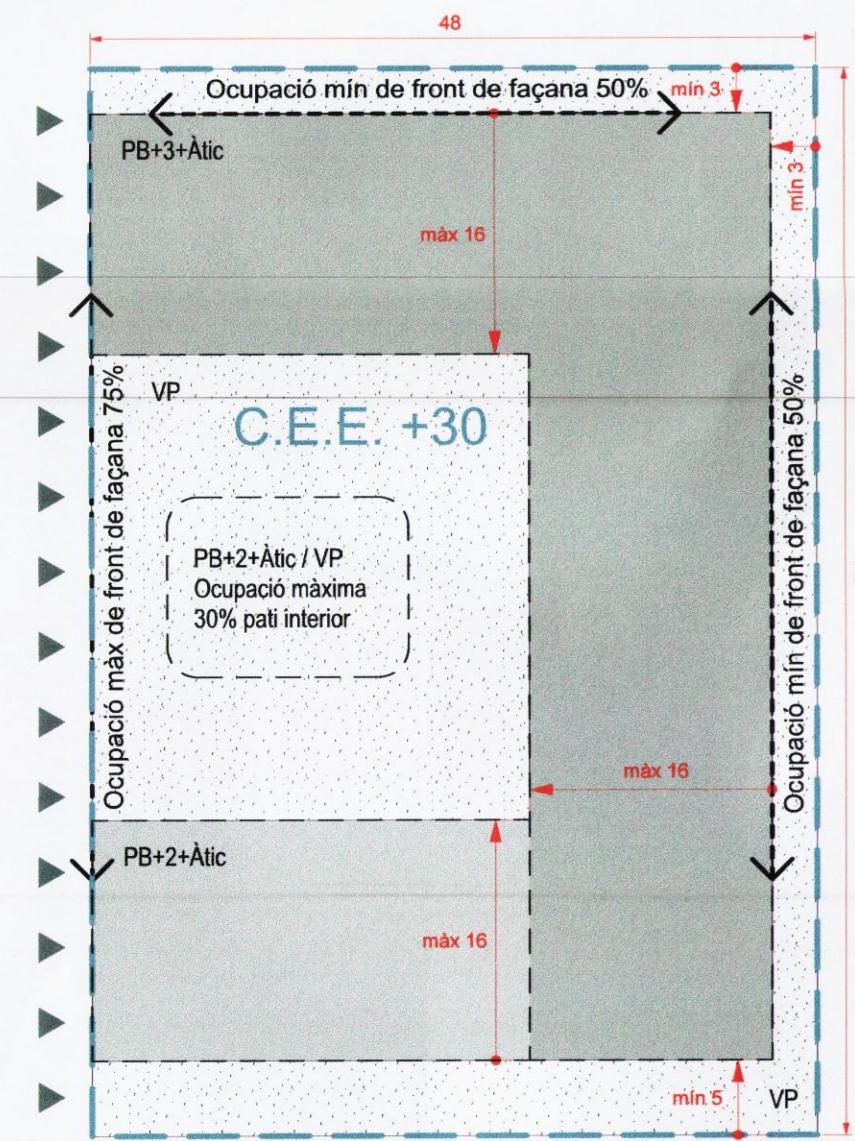 48
Ocupació mín de front de façana 50%
mín 3
PB+3+Àtic
mín 3
màx 16
VP
C.E.E. +30
Ocupació màx de front de façana 75%
Ocupació mín de front de façana 50%
PB+2+Àtic / VP
Ocupació màxima
30% pati interior
màx 16
PB+2+Àtic
màx 16
mín 5
VP